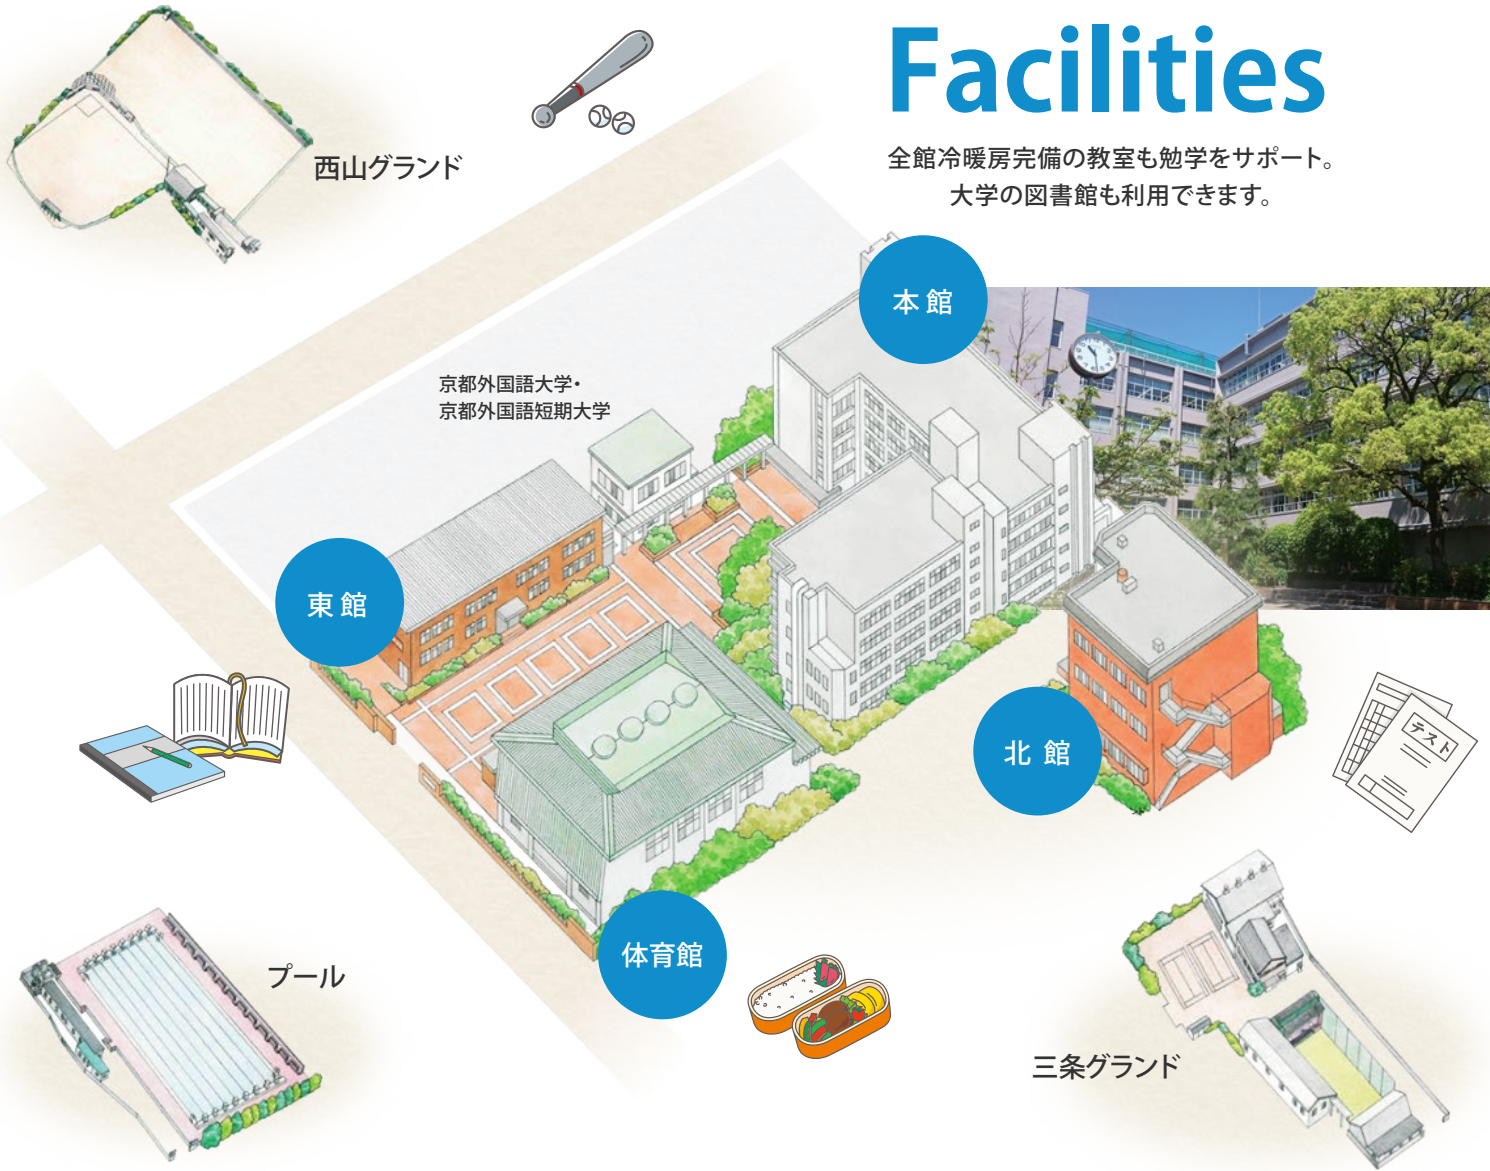 Facilities
全館冷暖房完備の教室も勉学をサポート。
大学の図書館も利用できます。
西山グランド
本館
京都外国語大学・
京都外国語短期大学
東館
北館
テスト
体育館
プール
三条グランド